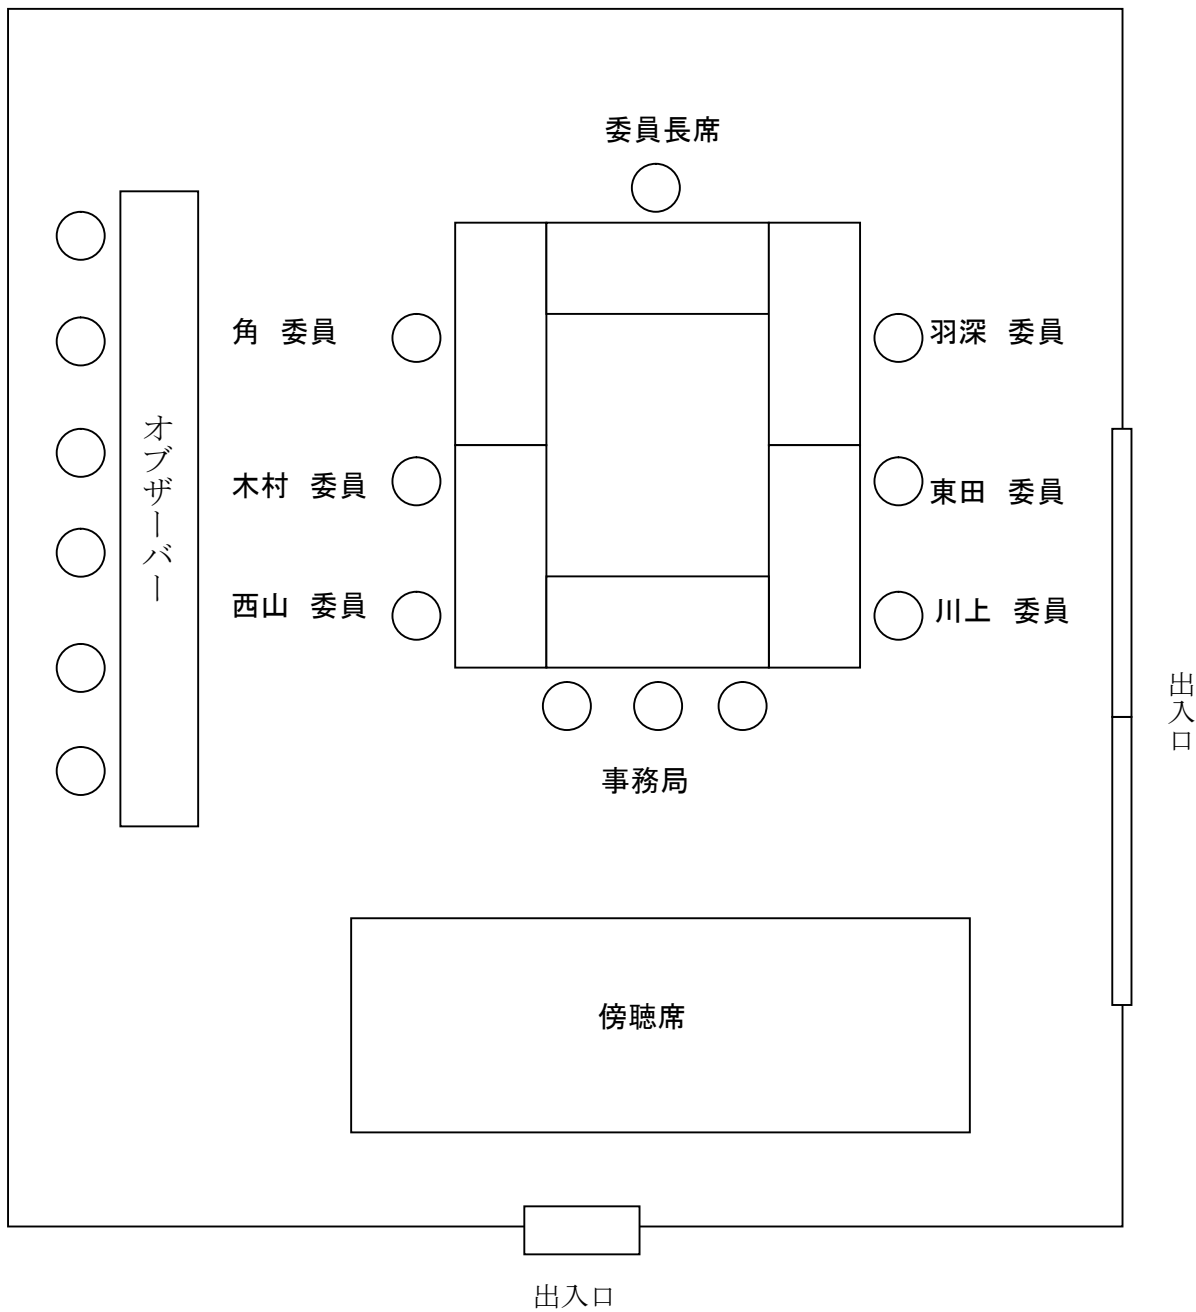 委員長席
角 委員
羽深 委員
オブザーバー
木村 委員
東田 委員
西山 委員
川上 委員
出入口
事務局
傍聴席
出入口